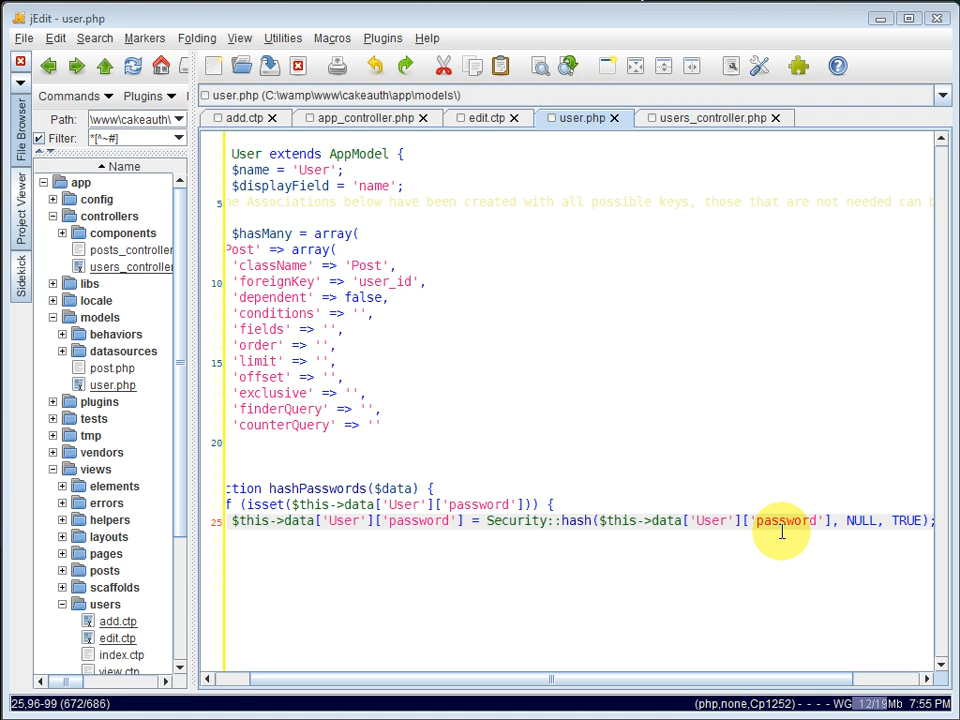 jEdit - user.php
File Edit Search Markers Folding View Utilities Macros Plugins Help
Commands Plugins
user.php (C:\wamp\www\cakeauth\app\models\)
Path: \www\cakeauth\
Filter: *[^~#]
add.ctp app_controller.php edit.ctp user.php users_controller.php
File Browser
Project Viewer
Sidekick
Name
app
config
controllers
components
posts_controller
users_controller
libs
locale
models
behaviors
datasources
post.php
user.php
plugins
tests
tmp
vendors
views
elements
errors
helpers
layouts
pages
posts
scaffolds
users
add.ctp
edit.ctp
index.ctp
view.ctp
User extends AppModel {
$name = 'User';
$displayField = 'name';
5 ne Associations below have been created with all possible keys, those that are not needed can b
$hasMany = array(
Post' => array(
'className' => 'Post',
10 'foreignKey' => 'user_id',
'dependent' => false,
'conditions' => '',
'fields' => '',
'order' => '',
15 'limit' => '',
'offset' => '',
'exclusive' => '',
'finderQuery' => '',
'counterQuery' => ''
20
ction hashPasswords($data) {
f (isset($this->data['User']['password'])) {
25 $this->data['User']['password'] = Security::hash($this->data['User']['password'], NULL, TRUE);
25,96-99 (672/686) (php,none,Cp1252) - - - - WG 12/19Mb 7:55 PM